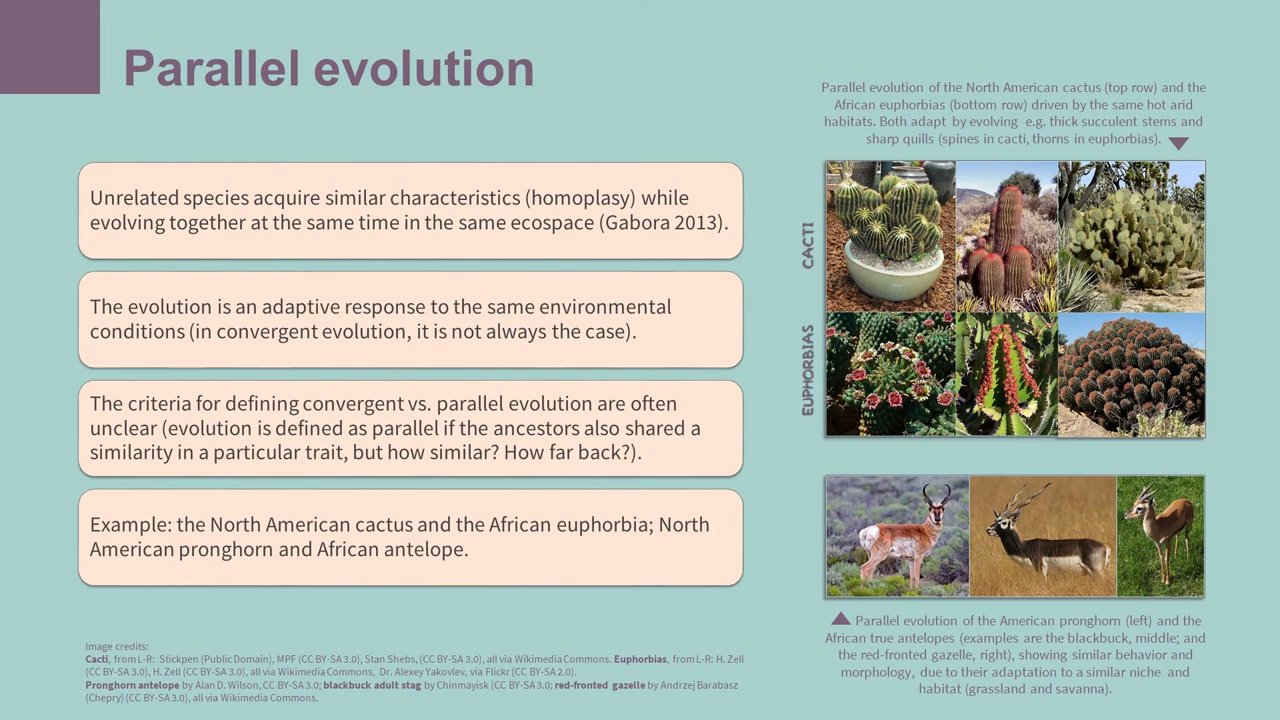 Parallel evolution
Unrelated species acquire similar characteristics (homoplasy) while
evolving together at the same time in the same ecospace (Gabora 2013).
The evolution is an adaptive response to the same environmental
conditions (in convergent evolution, it is not always the case).
The criteria for defining convergent vs. parallel evolution are often
unclear (evolution is defined as parallel if the ancestors also shared a
similarity in a particular trait, but how similar? How far back?).
Example: the North American cactus and the African euphorbia; North
American pronghorn and African antelope.
Image credits:
Cacti, from L-R: Stickpen (Public Domain), MPF (CC BY-SA 3.0), Stan Shebs, (CC BY-SA 3.0), all via Wikimedia Commons. Euphorbias, from L-R: H. Zell
(CC BY-SA 3.0), H. Zell (CC BY-SA 3.0), all via Wikimedia Commons, Dr. Alexey Yakovlev, via Flickr (CC BY-SA 2.0).
Pronghorn antelope by Alan D. Wilson, CC BY-SA 3.0; blackbuck adult stag by Chinmayisk (CC BY-SA 3.0; red-fronted gazelle by Andrzej Barabasz
(Chepry) (CC BY-SA 3.0), all via Wikimedia Commons.
Parallel evolution of the North American cactus (top row) and the
African euphorbias (bottom row) driven by the same hot arid
habitats. Both adapt by evolving e.g. thick succulent stems and
sharp quills (spines in cacti, thorns in euphorbias).
CACTI
EUPHORBIAS
Parallel evolution of the American pronghorn (left) and the
African true antelopes (examples are the blackbuck, middle; and
the red-fronted gazelle, right), showing similar behavior and
morphology, due to their adaptation to a similar niche and
habitat (grassland and savanna).